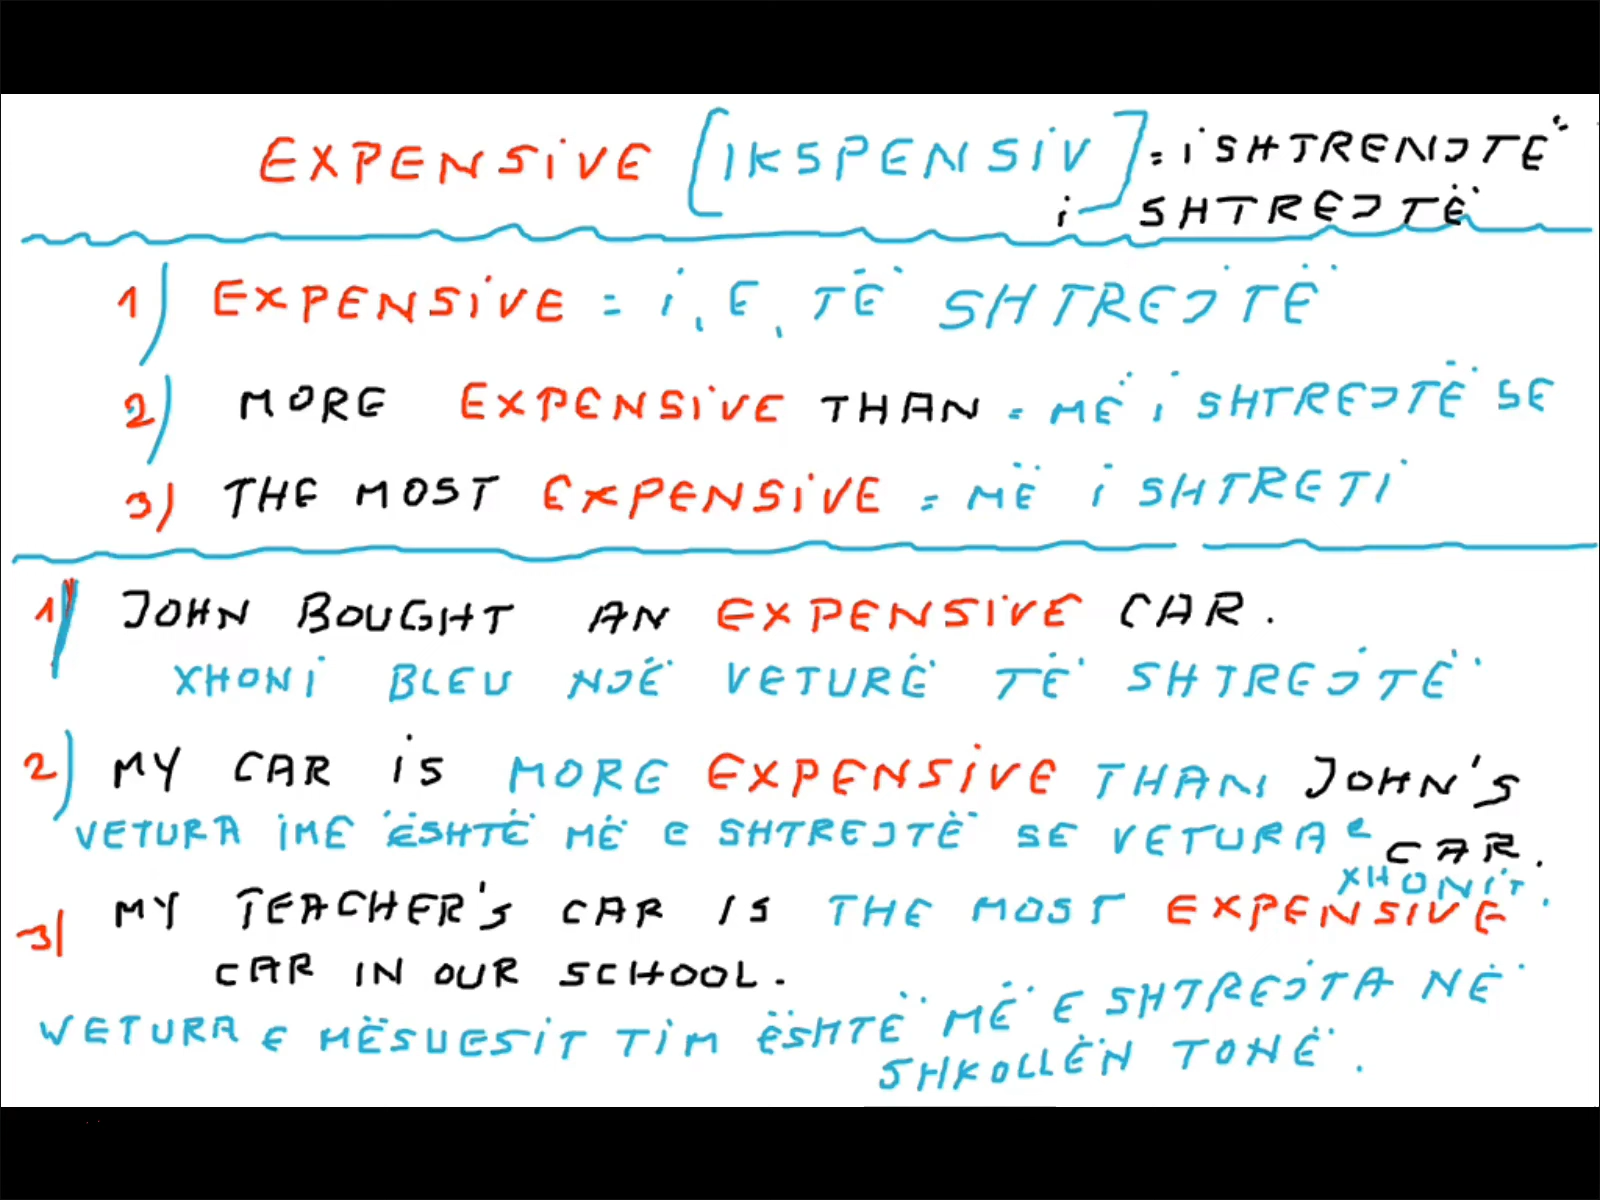 EXPENSIVE [IKSPENSIV] = i SHTRENJTË
i SHTREJTË
1) EXPENSIVE = i, E, TË SHTREJTË
2) MORE EXPENSIVE THAN = MË i SHTREJTË SE
3) THE MOST EXPENSIVE = MË i SHTRETI
1) JOHN BOUGHT AN EXPENSIVE CAR.
XHONI BLEU NJË VETURË TË SHTREJTË
2) MY CAR IS MORE EXPENSIVE THAN JOHN'S
CAR.
VETURA IME ËSHTË MË E SHTREJTË SE VETURA E
XHONIT.
3) MY TEACHER'S CAR IS THE MOST EXPENSIVE
CAR IN OUR SCHOOL.
VETURA E MËSUESIT TIM ËSHTË MË E SHTREJTA NË
SHKOLLËN TONË.